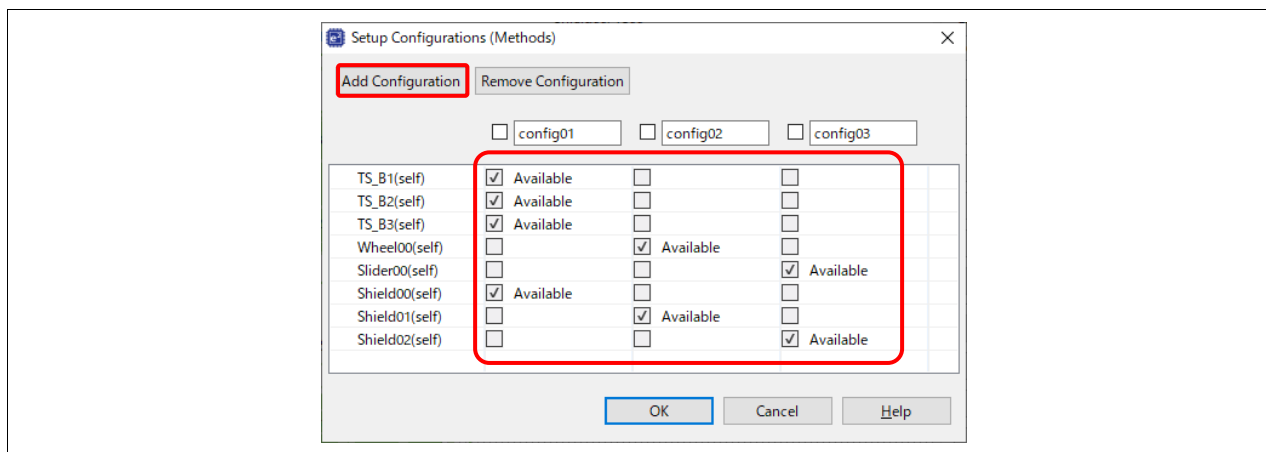 Setup Configurations (Methods)
Add Configuration Remove Configuration
config01 config02 config03
TS_B1(self) Available
TS_B2(self) Available
TS_B3(self) Available
Wheel00(self) Available
Slider00(self) Available
Shield00(self) Available
Shield01(self) Available
Shield02(self) Available
OK Cancel Help